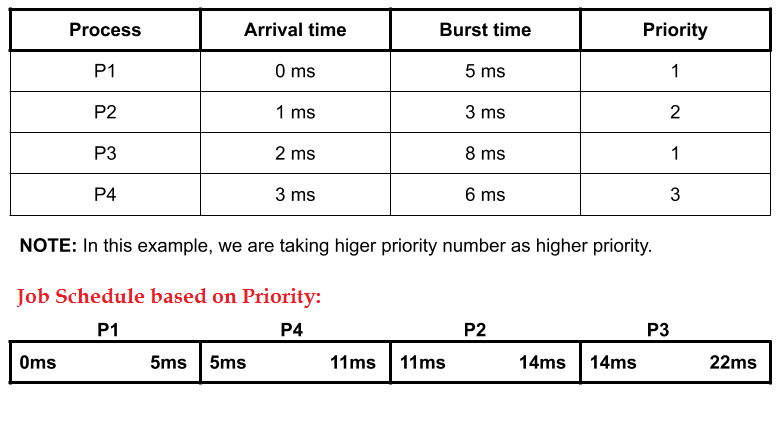 Process Arrival time Burst time Priority
P1 0 ms 5 ms 1
P2 1 ms 3 ms 2
P3 2 ms 8 ms 1
P4 3 ms 6 ms 3
NOTE: In this example, we are taking higer priority number as higher priority.
Job Schedule based on Priority:
P1 P4 P2 P3
0ms 5ms 5ms 11ms 11ms 14ms 14ms 22ms